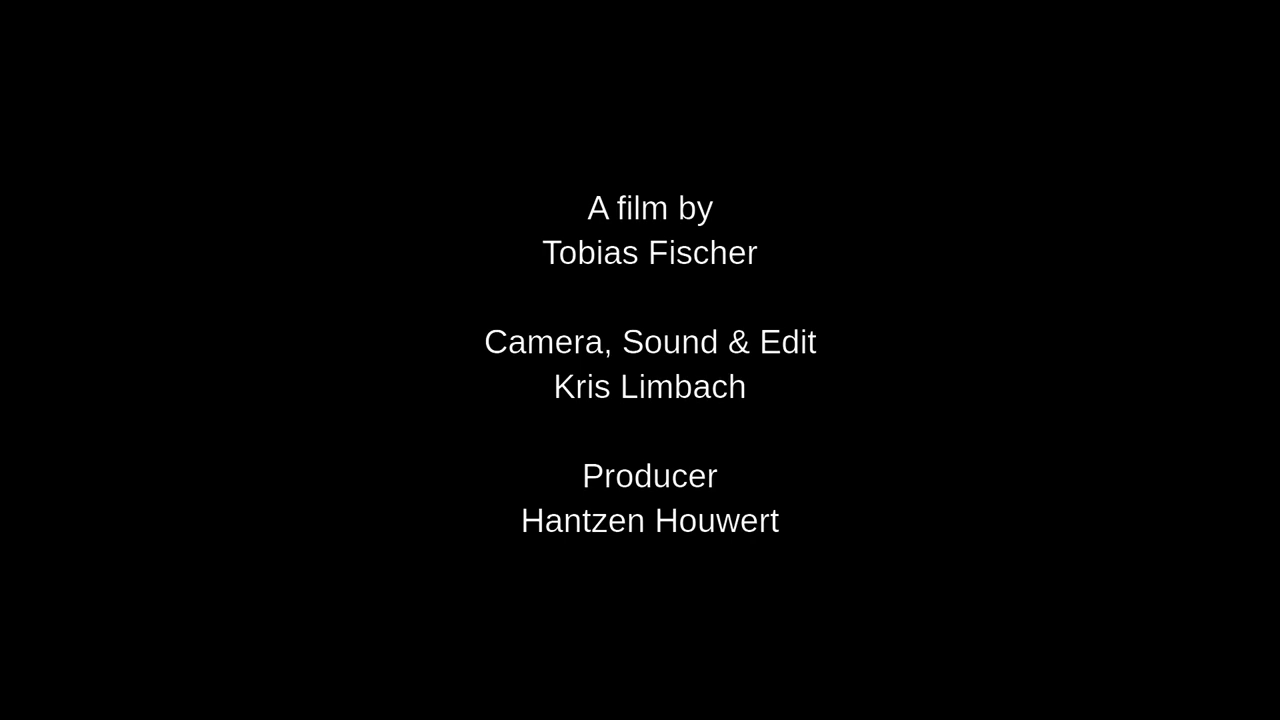 A film by
Tobias Fischer
Camera, Sound & Edit
Kris Limbach
Producer
Hantzen Houwert